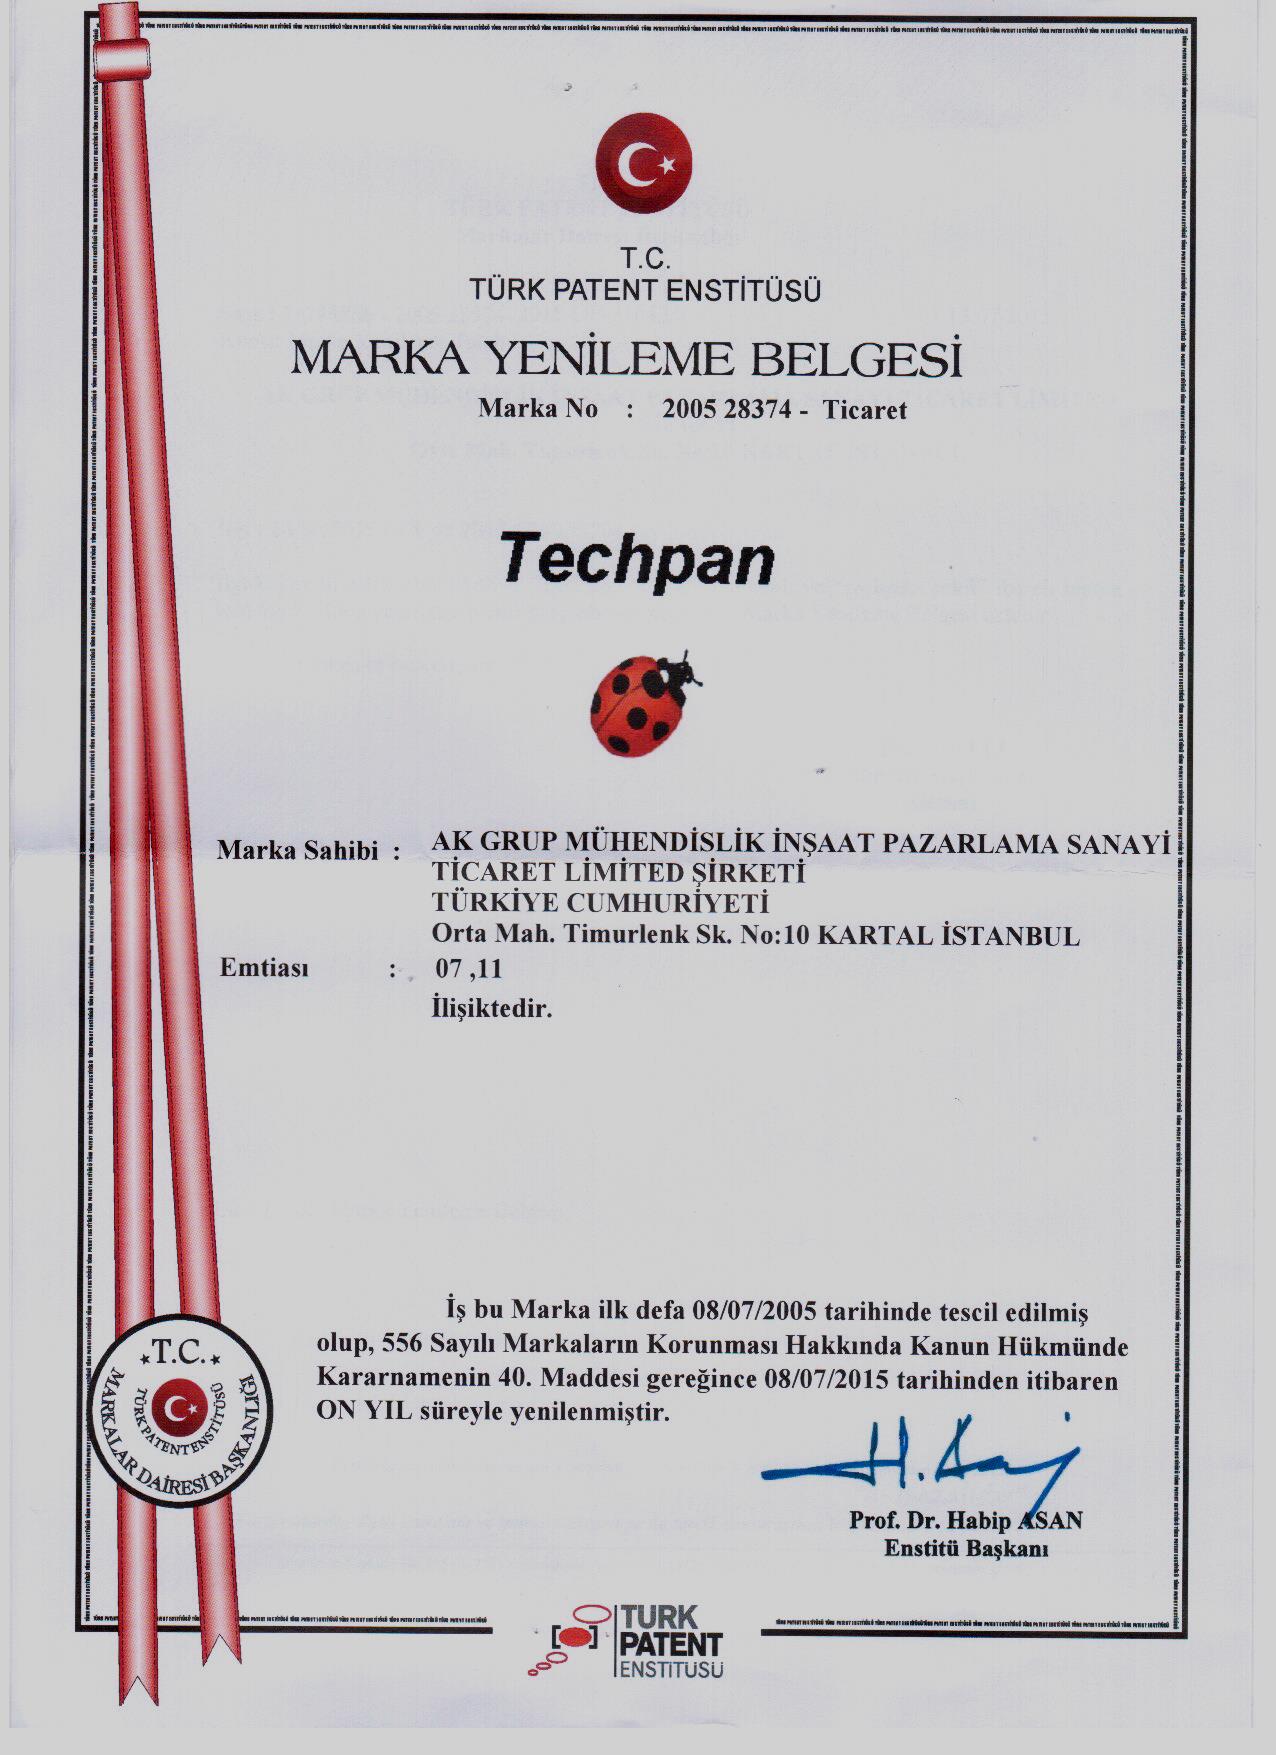 T.C.
TÜRK PATENT ENSTİTÜSÜ
MARKA YENİLEME BELGESİ
Marka No : 2005 28374 - Ticaret
Techpan
Marka Sahibi : AK GRUP MÜHENDİSLİK İNŞAAT PAZARLAMA SANAYİ
TİCARET LİMİTED ŞİRKETİ
TÜRKİYE CUMHURİYETİ
Orta Mah. Timurlenk Sk. No:10 KARTAL İSTANBUL
Emtiası : 07 ,11
İlişiktedir.
İş bu Marka ilk defa 08/07/2005 tarihinde tescil edilmiş
olup, 556 Sayılı Markaların Korunması Hakkında Kanun Hükmünde
Kararnamenin 40. Maddesi gereğince 08/07/2015 tarihinden itibaren
ON YIL süreyle yenilenmiştir.
T.C.
TÜRK PATENT ENSTİTÜSÜ
MARKALAR DAİRESİ BAŞKANLIĞI
Prof. Dr. Habip ASAN
Enstitü Başkanı
TURK
PATENT
ENSTITUSU